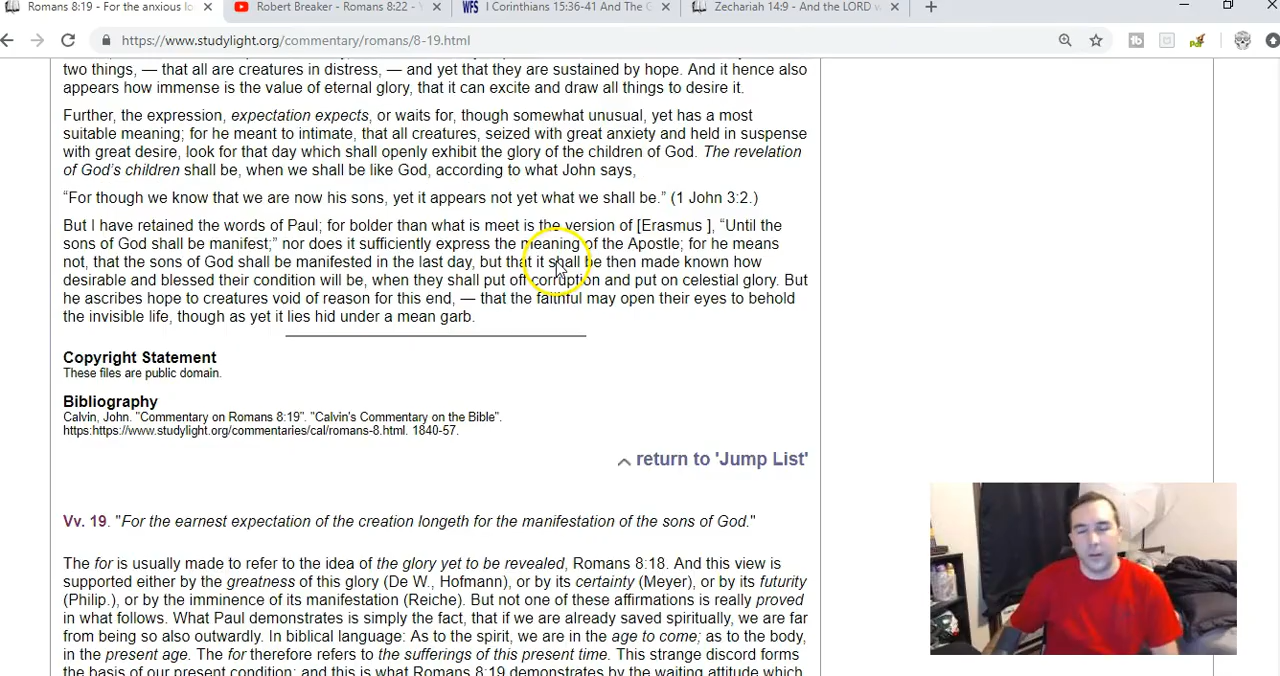 Romans 8:19 - For the anxious lo
Robert Breaker - Romans 8:22 - Y
WFS I Corinthians 15:36-41 And The G
Zechariah 14:9 - And the LORD w
https://www.studylight.org/commentary/romans/8-19.html
two things, — that all are creatures in distress, — and yet that they are sustained by hope. And it hence also
appears how immense is the value of eternal glory, that it can excite and draw all things to desire it.
Further, the expression, expectation expects, or waits for, though somewhat unusual, yet has a most
suitable meaning; for he meant to intimate, that all creatures, seized with great anxiety and held in suspense
with great desire, look for that day which shall openly exhibit the glory of the children of God. The revelation
of God’s children shall be, when we shall be like God, according to what John says,
“For though we know that we are now his sons, yet it appears not yet what we shall be.” (1 John 3:2.)
But I have retained the words of Paul; for bolder than what is meet is the version of [Erasmus ], “Until the
sons of God shall be manifest;” nor does it sufficiently express the meaning of the Apostle; for he means
not, that the sons of God shall be manifested in the last day, but that it shall be then made known how
desirable and blessed their condition will be, when they shall put off corruption and put on celestial glory. But
he ascribes hope to creatures void of reason for this end, — that the faithful may open their eyes to behold
the invisible life, though as yet it lies hid under a mean garb.
Copyright Statement
These files are public domain.
Bibliography
Calvin, John. "Commentary on Romans 8:19". "Calvin's Commentary on the Bible".
https:https://www.studylight.org/commentaries/cal/romans-8.html. 1840-57.
return to 'Jump List'
Vv. 19. "For the earnest expectation of the creation longeth for the manifestation of the sons of God."
The for is usually made to refer to the idea of the glory yet to be revealed, Romans 8:18. And this view is
supported either by the greatness of this glory (De W., Hofmann), or by its certainty (Meyer), or by its futurity
(Philip.), or by the imminence of its manifestation (Reiche). But not one of these affirmations is really proved
in what follows. What Paul demonstrates is simply the fact, that if we are already saved spiritually, we are far
from being so also outwardly. In biblical language: As to the spirit, we are in the age to come; as to the body,
in the present age. The for therefore refers to the sufferings of this present time. This strange discord forms
the basis of our present condition; and this is what Romans 8:19 demonstrates by the waiting attitude which